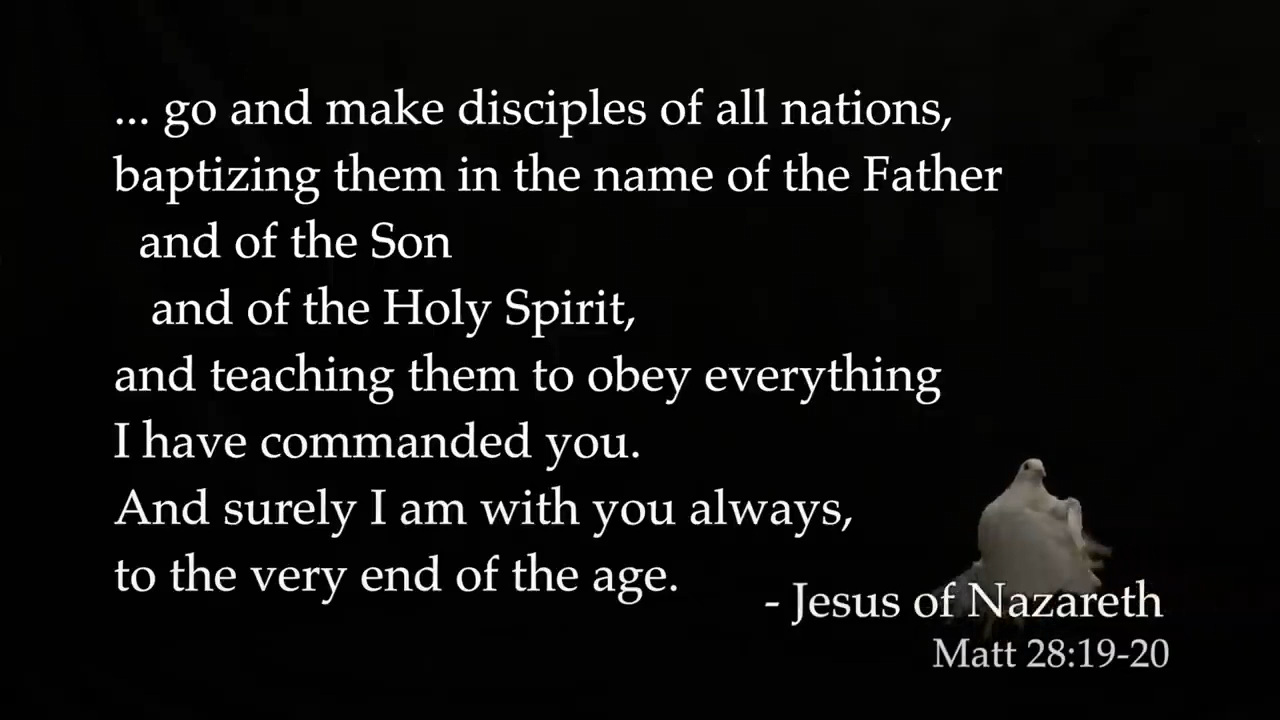 ... go and make disciples of all nations,
baptizing them in the name of the Father
and of the Son
and of the Holy Spirit,
and teaching them to obey everything
I have commanded you.
And surely I am with you always,
to the very end of the age.
- Jesus of Nazareth
Matt 28:19-20